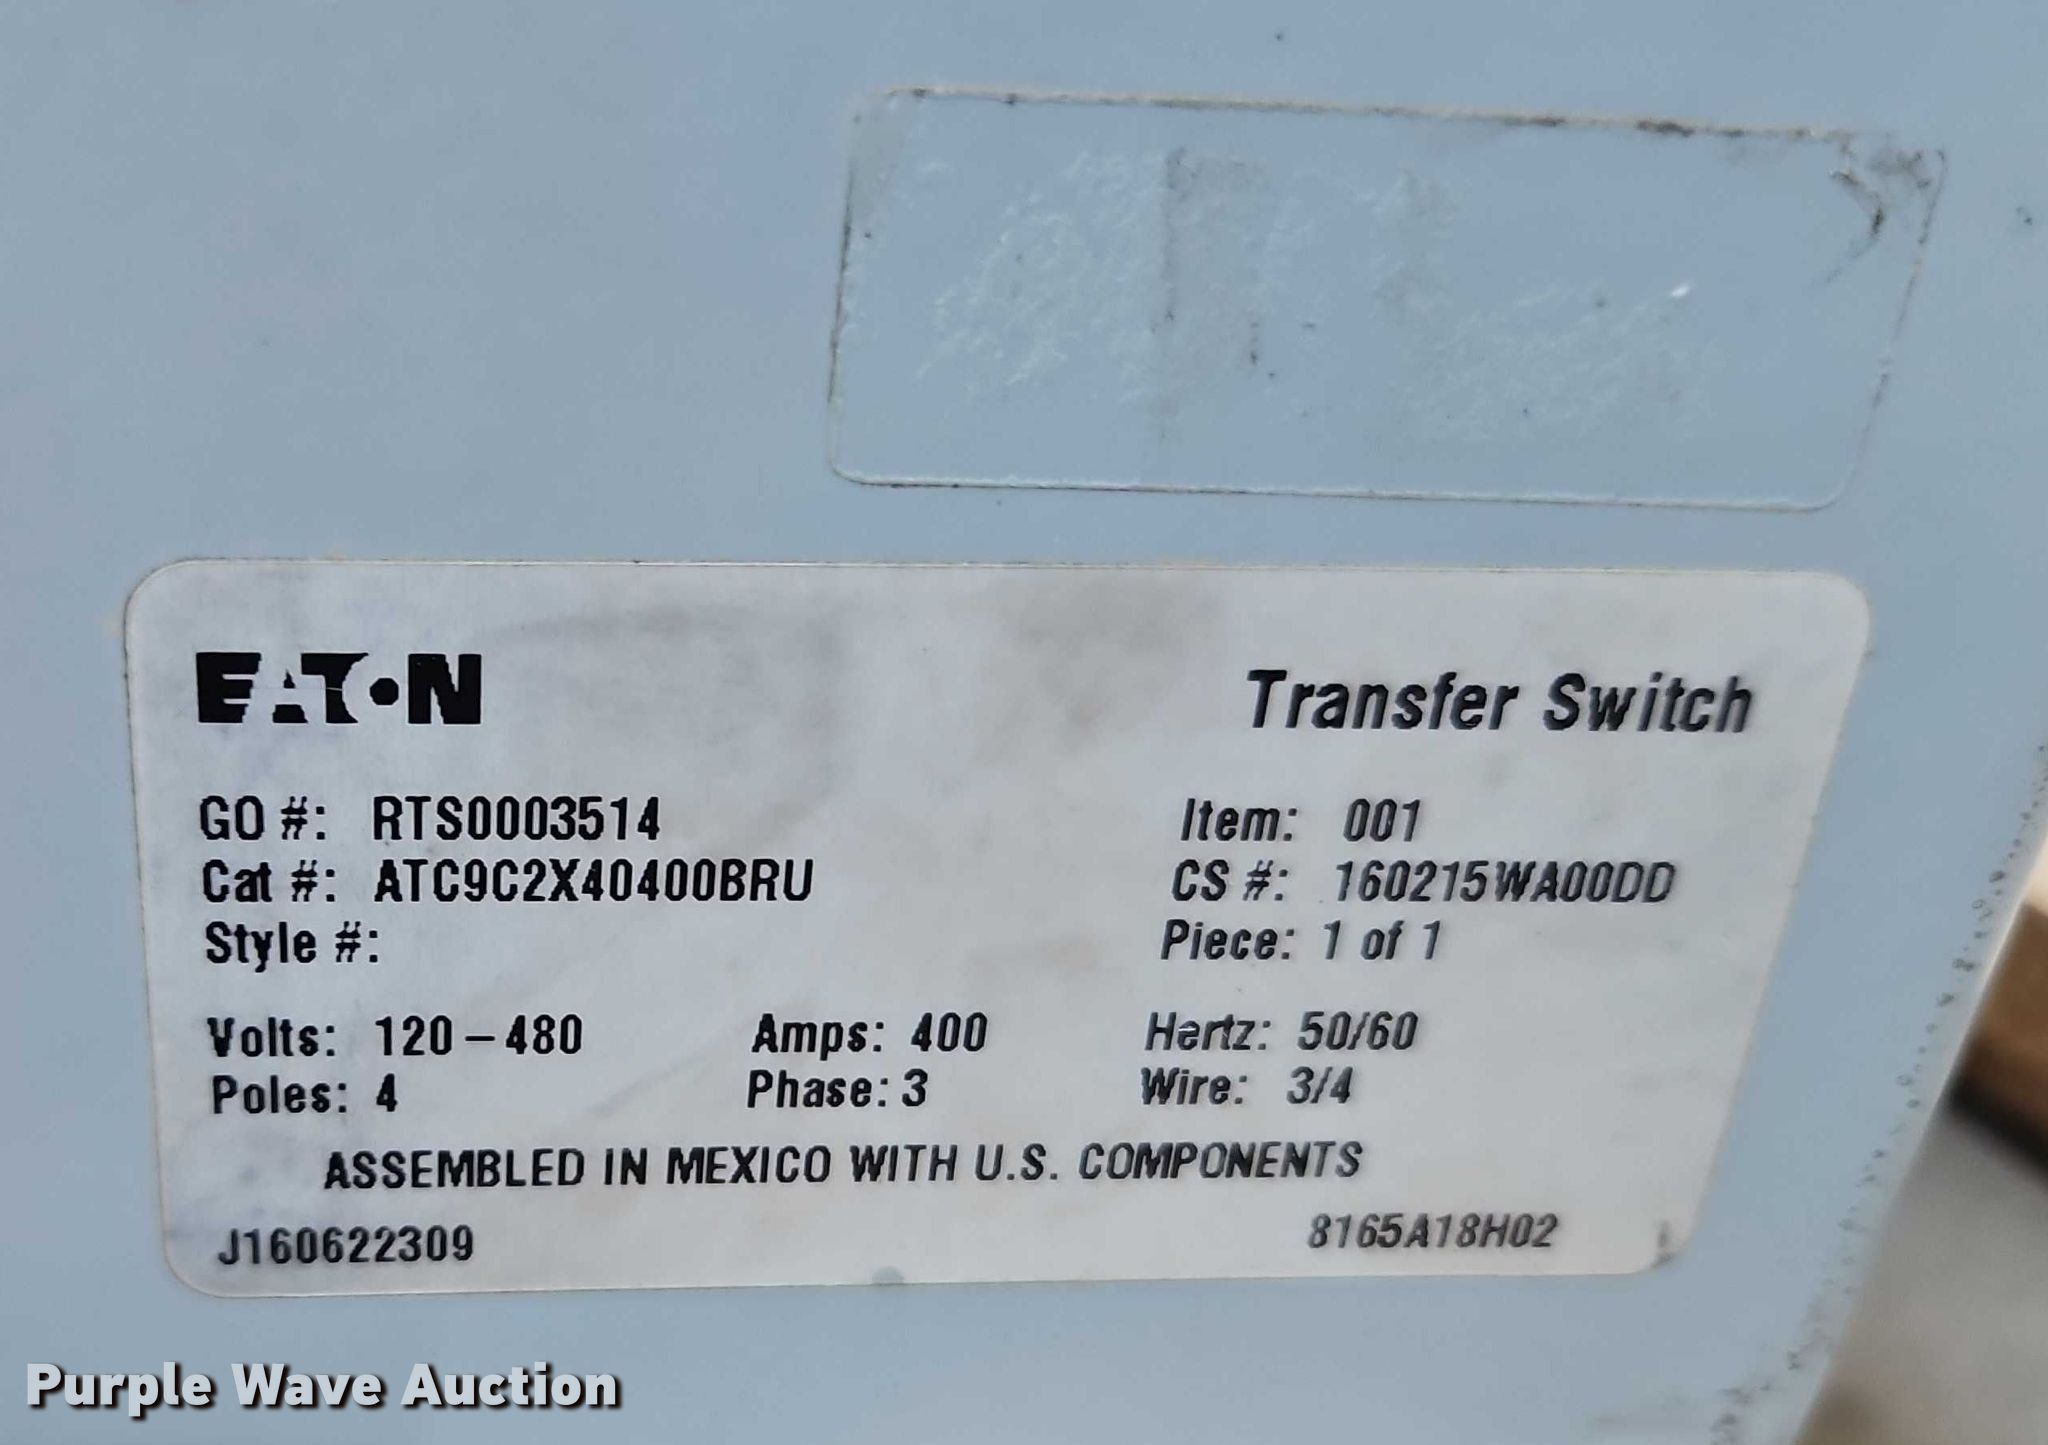 EATON
Transfer Switch
GO #: RTS0003514
Item: 001
Cat #: ATC9C2X40400BRU
CS #: 160215WA00DD
Style #:
Piece: 1 of 1
Volts: 120-480 Amps: 400 Hertz: 50/60
Poles: 4 Phase: 3 Wire: 3/4
ASSEMBLED IN MEXICO WITH U.S. COMPONENTS
J160622309
8165A18H02
Purple Wave Auction